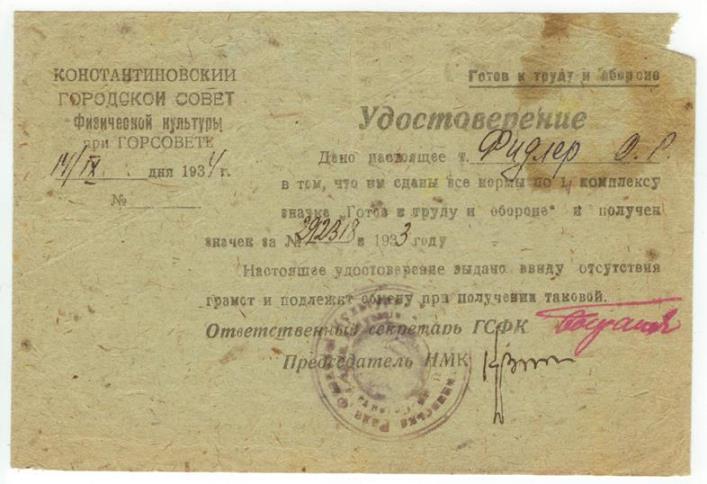 КОНСТАНТИНОВСКИЙ
ГОРОДСКОЙ СОВЕТ
Физической культуры
при ГОРСОВЕТЕ
14/IX дня 1934 г.
№
Готов к труду и обороне
Удостоверение
Дано настоящее т. Фидлер О. Г.
в том, что им сданы все нормы по 1 комплексу
значка „Готов к труду и обороне" и получен
значек за № 292318 в 1933 году
Настоящее удостоверение выдано ввиду отсутствия
грамот и подлежит обмену при получении таковой.
Ответственный секретарь ГСФК
Председатель НМК
Рада